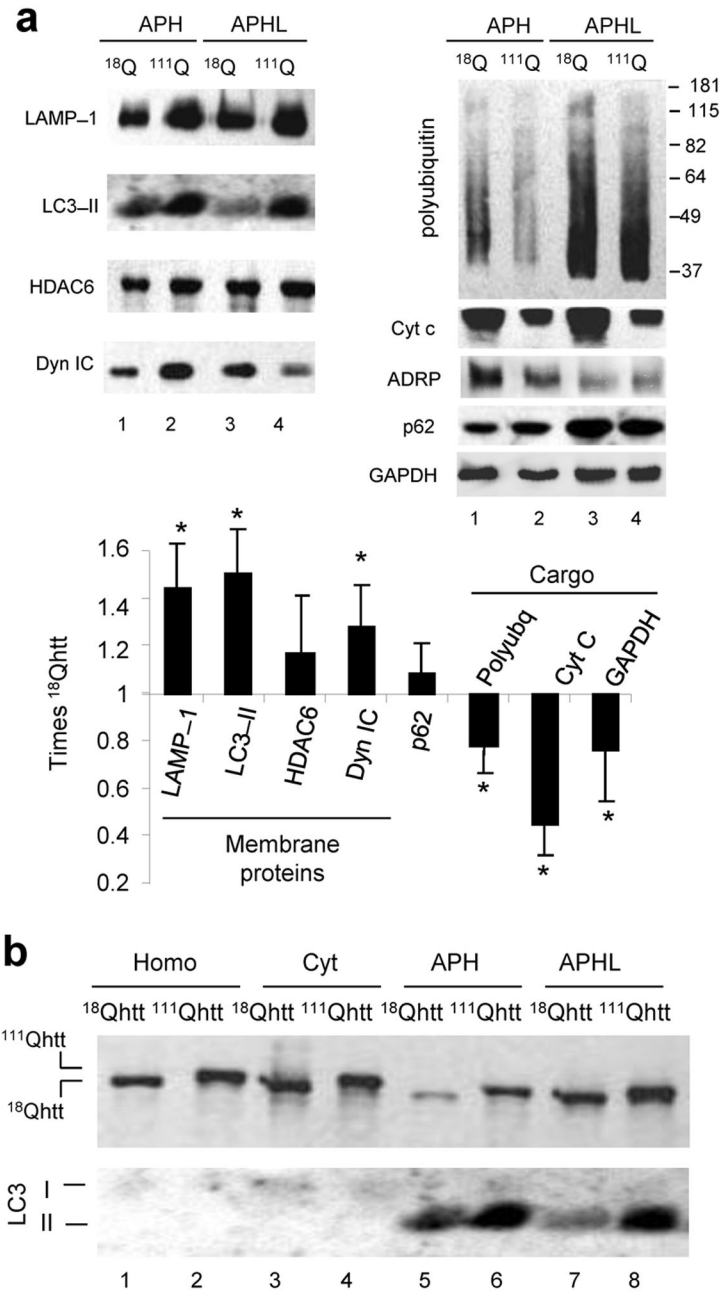 a
APH APHL
18Q 111Q 18Q 111Q
LAMP–1
LC3–II
HDAC6
Dyn IC
1 2 3 4
APH APHL
18Q 111Q 18Q 111Q
polyubiquitin
181
115
82
64
49
37
Cyt c
ADRP
p62
GAPDH
1 2 3 4
Times 18Qhtt
1.6
1.4
1.2
1
0.8
0.6
0.4
0.2
* * * * * *
LAMP–1
LC3–II
HDAC6
Dyn IC
p62
Cargo
Polyubq
Cyt C
GAPDH
Membrane
proteins
b
Homo Cyt APH APHL
18Qhtt 111Qhtt 18Qhtt 111Qhtt 18Qhtt 111Qhtt 18Qhtt 111Qhtt
111Qhtt
18Qhtt
LC3
I
II
1 2 3 4 5 6 7 8